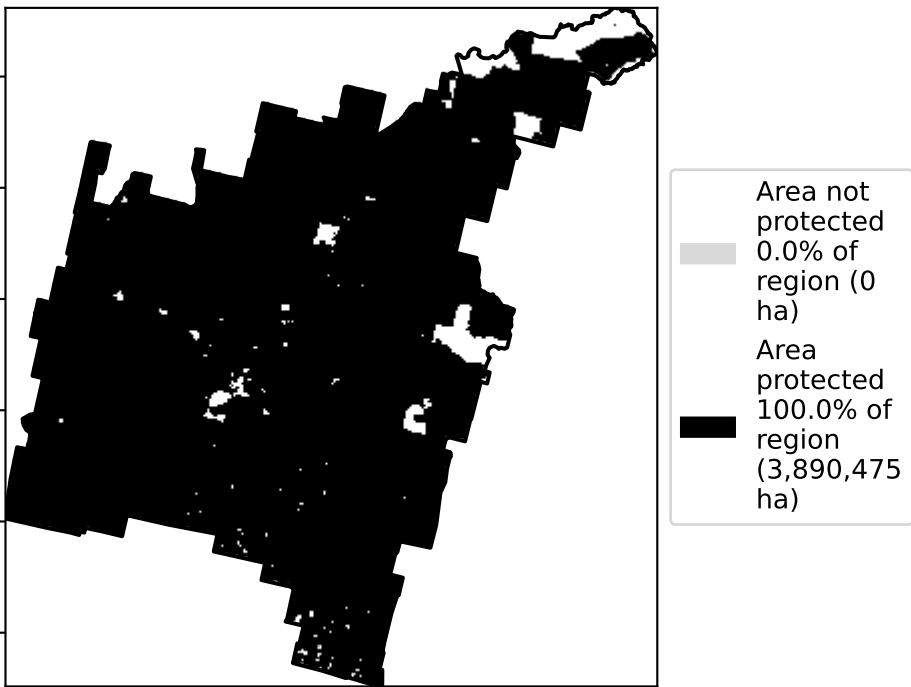 Area not
protected
0.0% of
region (0
ha)
Area
protected
100.0% of
region
(3,890,475
ha)